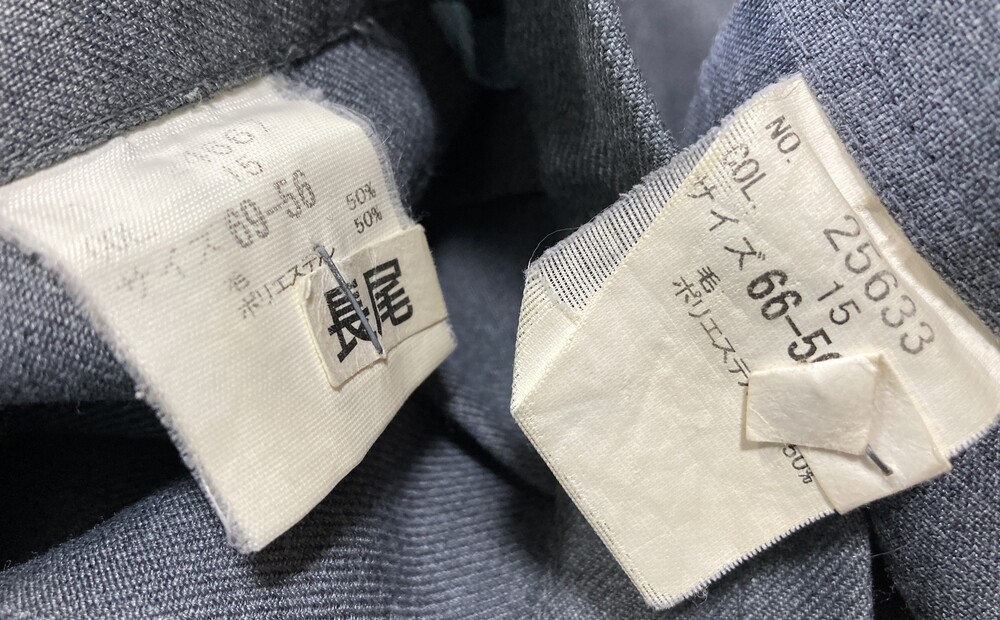 15
サイズ 69-56
毛 50%
ポリエステル 50%
長尾
NO. 25633
COL. 15
サイズ 66-5
毛
ポリエステル 50%